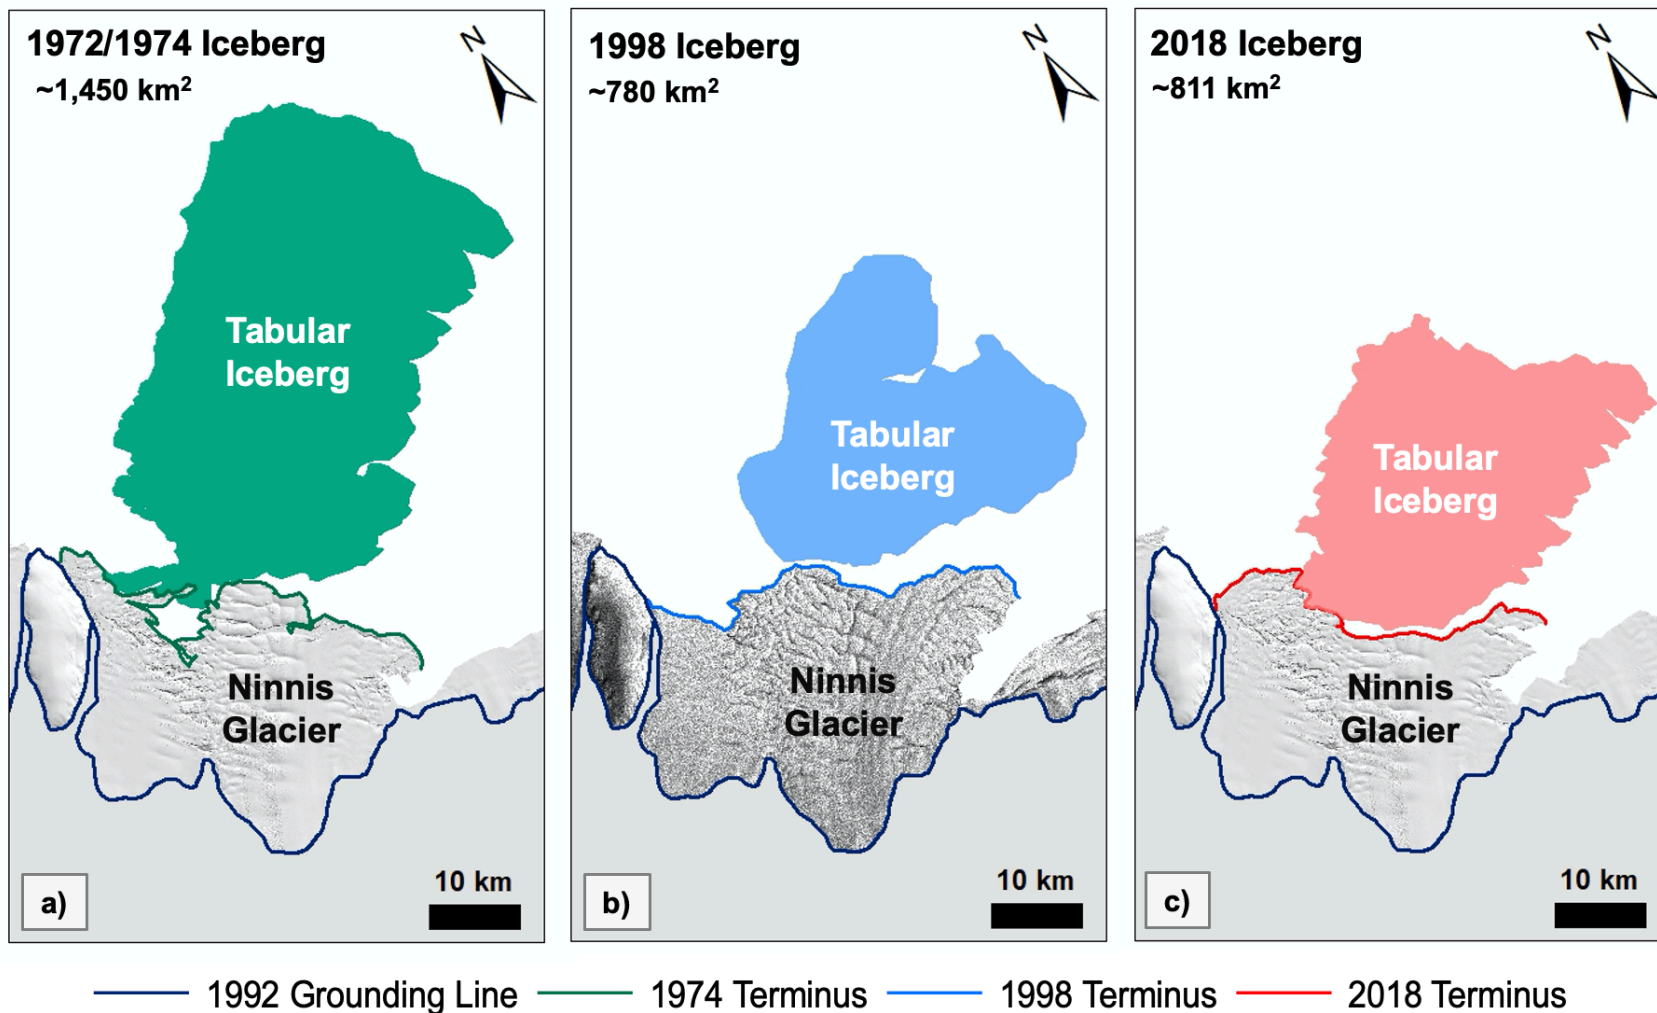 1972/1974 Iceberg
~1,450 km²
N
Tabular
Iceberg
Ninnis
Glacier
10 km
a)
1998 Iceberg
~780 km²
N
Tabular
Iceberg
Ninnis
Glacier
10 km
b)
2018 Iceberg
~811 km²
N
Tabular
Iceberg
Ninnis
Glacier
10 km
c)
1992 Grounding Line
1974 Terminus
1998 Terminus
2018 Terminus